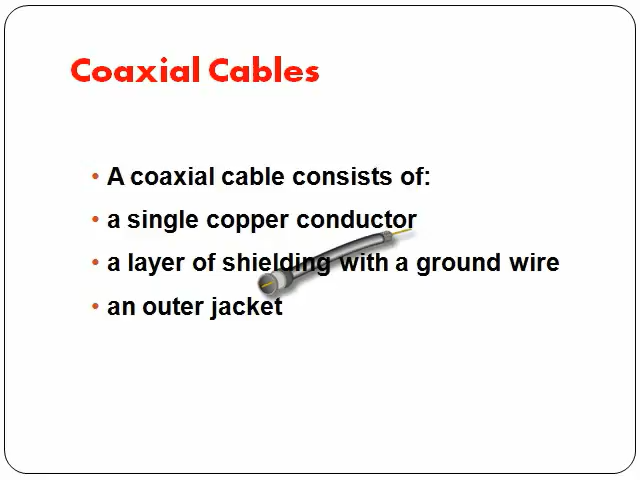 Coaxial Cables
• A coaxial cable consists of:
• a single copper conductor
• a layer of shielding with a ground wire
• an outer jacket